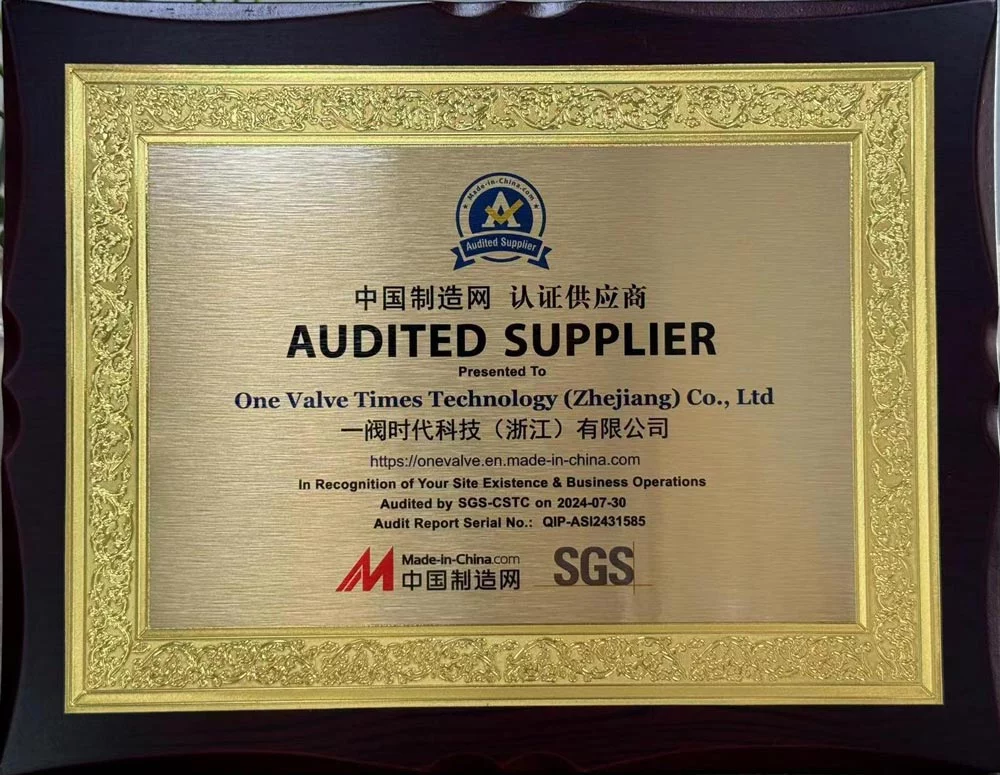 Made-in-China.com
Audited Supplier
中国制造网 认证供应商
AUDITED SUPPLIER
Presented To
One Valve Times Technology (Zhejiang) Co., Ltd
一阀时代科技（浙江）有限公司
https://onevalve.en.made-in-china.com
In Recognition of Your Site Existence & Business Operations
Audited by SGS-CSTC on 2024-07-30
Audit Report Serial No.: QIP-ASI2431585
Made-in-China.com
中国制造网
SGS